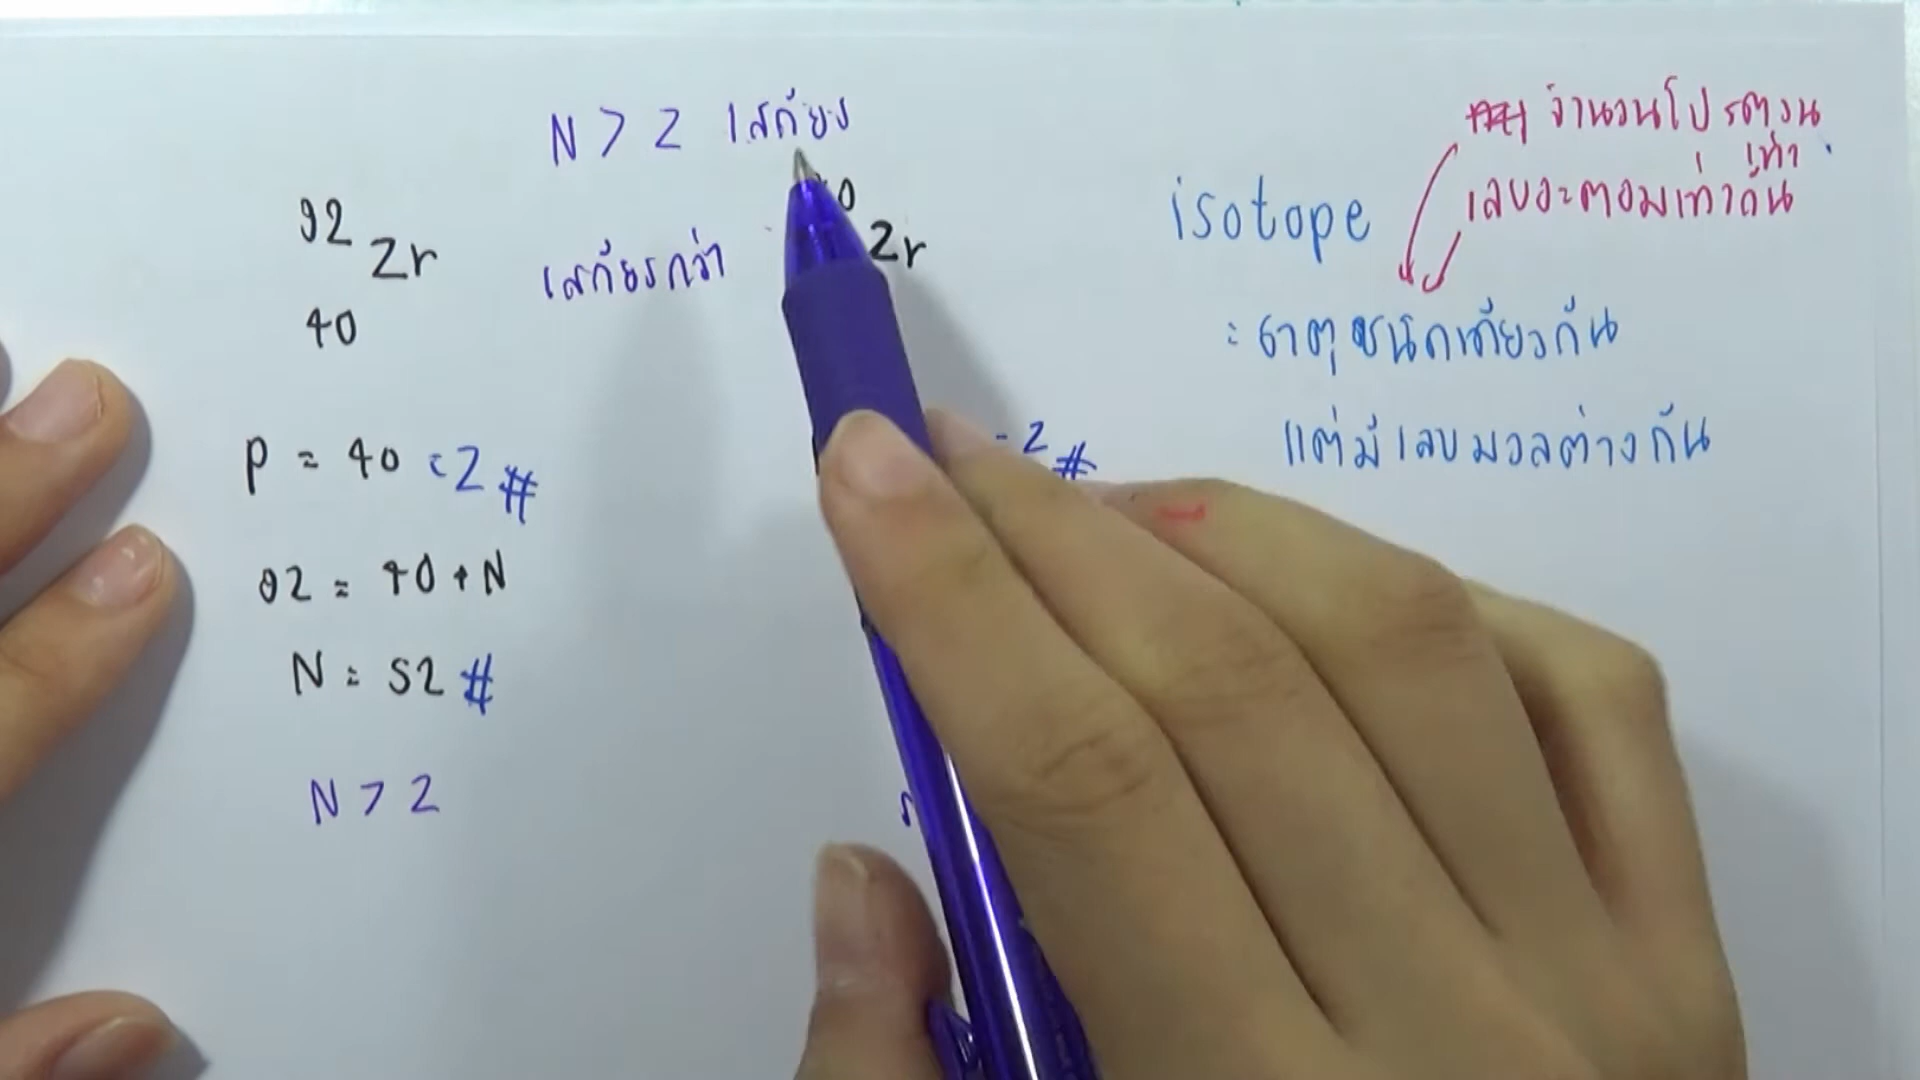 N > Z เสถียร
92
Zr
40
เสถียรกว่า
0
Zr
P = 40 = Z #
92 = 40 + N
N = 52 #
N > Z
= Z #
isotope
จำนวนโปรตอน
เท่า
เลขอะตอมเท่ากัน
= ธาตุชนิดเดียวกัน
แต่มีเลขมวลต่างกัน